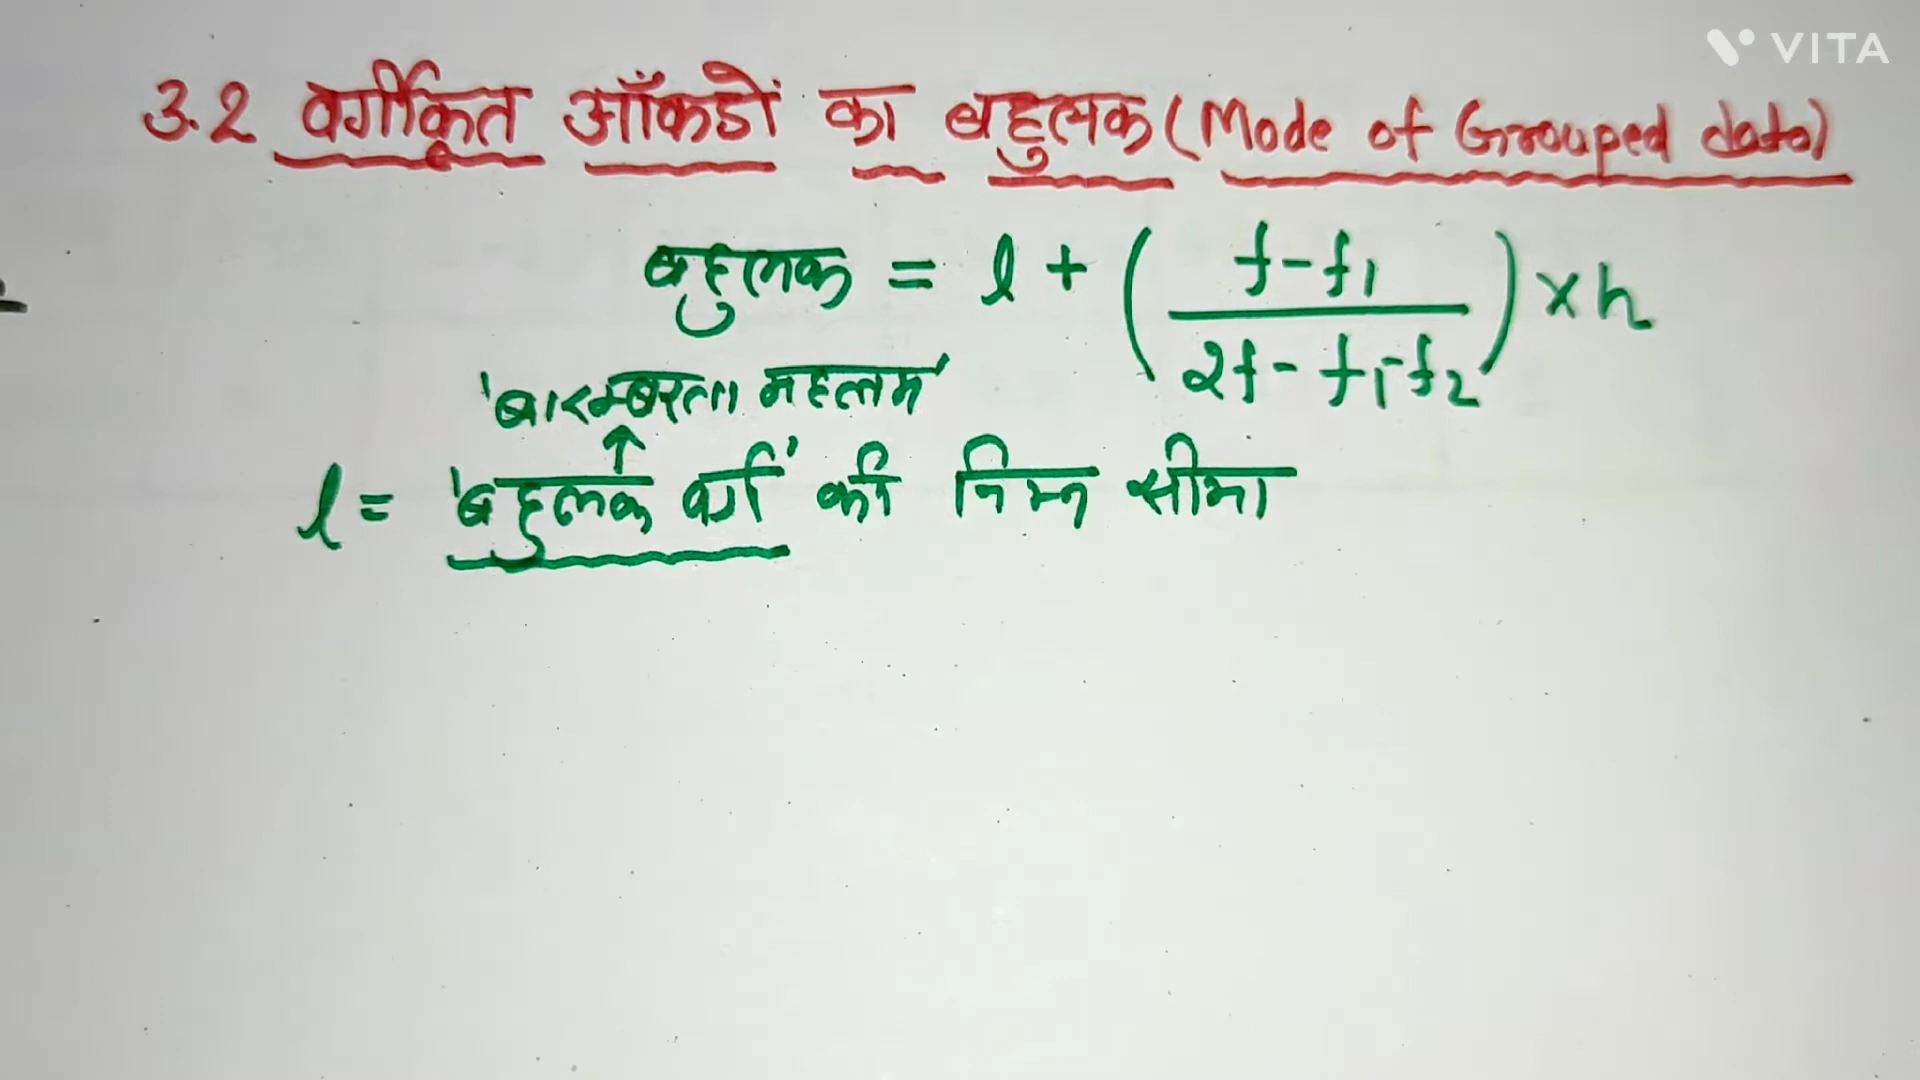 VITA
3.2 वर्गीकृत आँकडों का बहुलक (Mode of Grouped data)
बहुलक = l + ( f-f1 / 2f - f1-f2 ) × h
'बारम्बरता महत्तम'
↑
l = 'बहुलक वर्ग' की निम्न सीमा